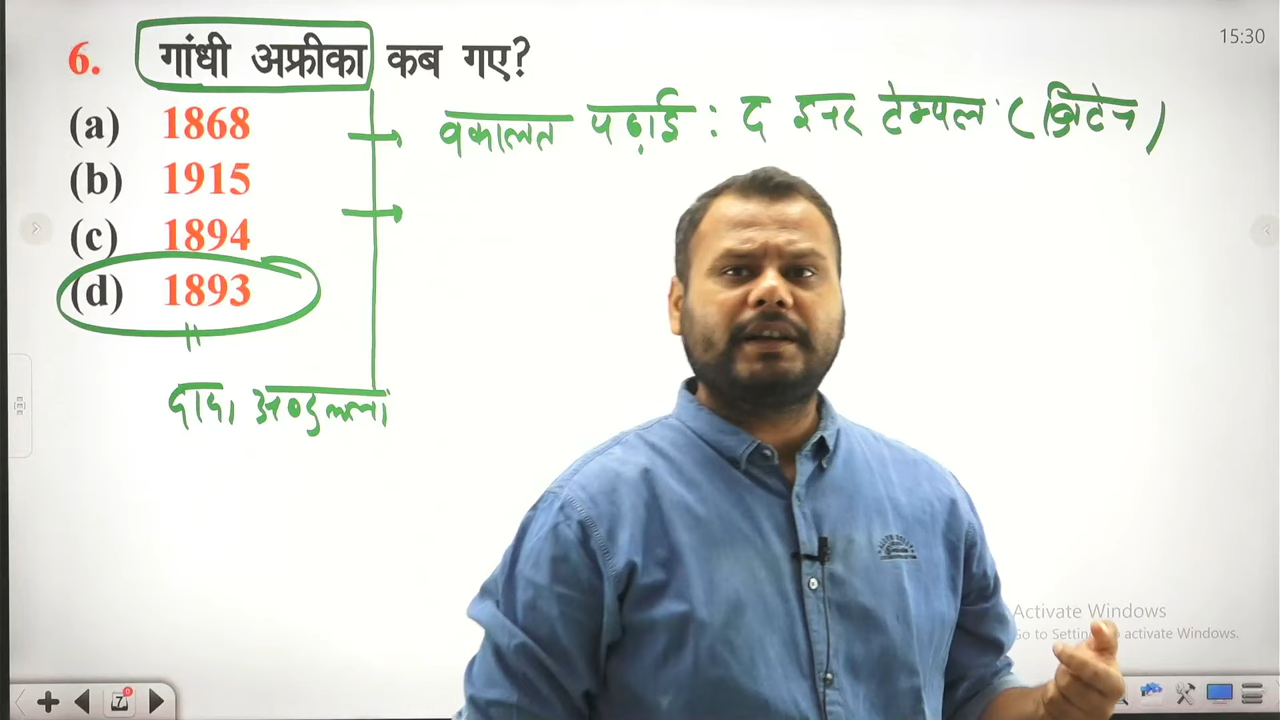 15:30
6. गांधी अफ्रीका कब गए?
वकालत पढ़ाई : द इनर टेम्पल (ब्रिटेन)
(a) 1868
(b) 1915
(c) 1894
(d) 1893
दादा अब्दुल्ला
Activate Windows
Go to Settin to activate Windows.